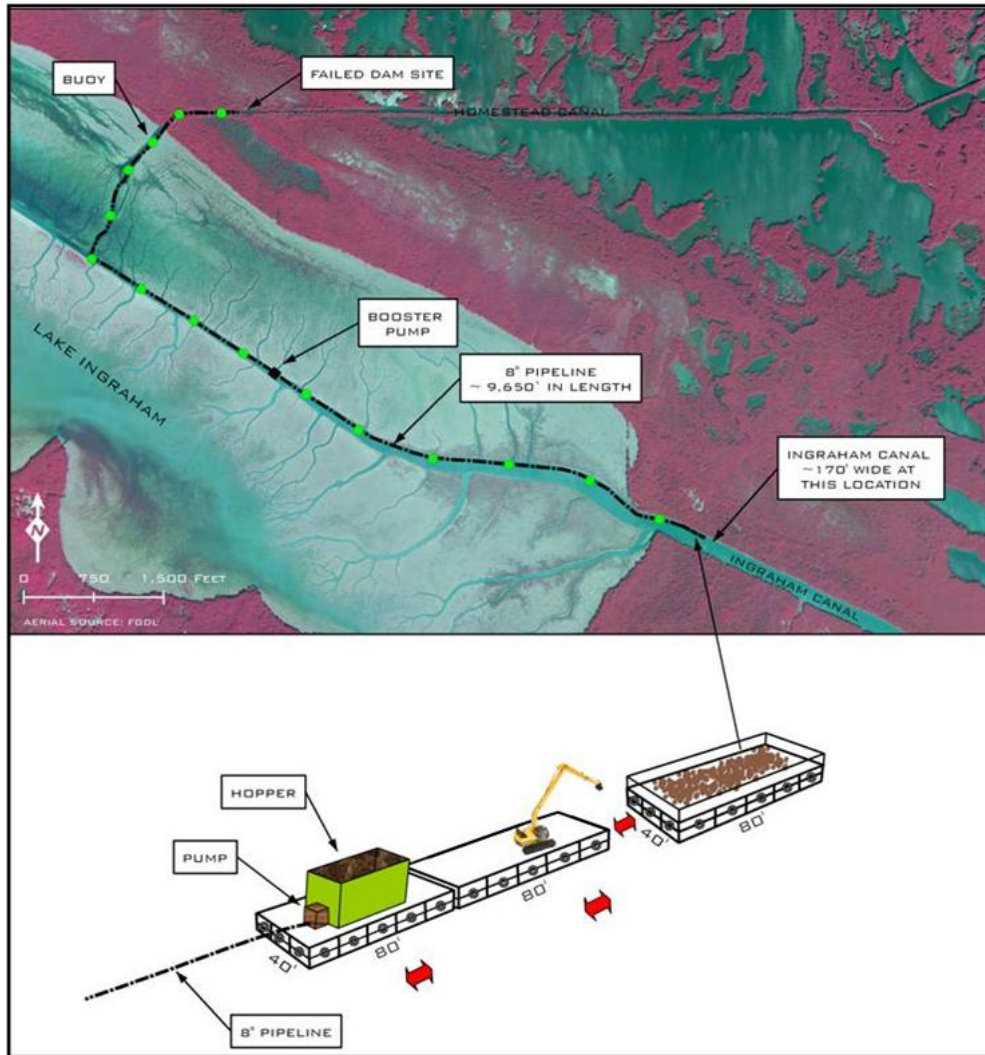 BUOY
FAILED DAM SITE
HOMESTEAD CANAL
BOOSTER
PUMP
LAKE INGRAHAM
8" PIPELINE
~ 9,650' IN LENGTH
INGRAHAM CANAL
~170' WIDE AT
THIS LOCATION
N
0 750 1,500 FEET
INGRAHAM CANAL
AERIAL SOURCE: FGDL
HOPPER
PUMP
40'
80'
80'
40'
80'
8" PIPELINE